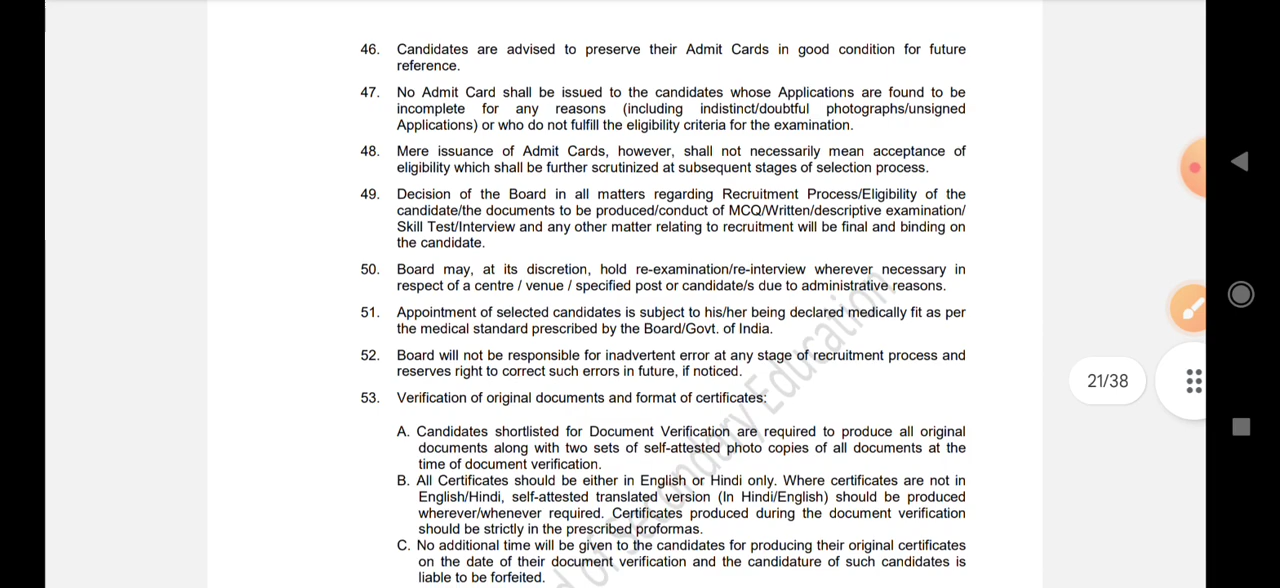 46. Candidates are advised to preserve their Admit Cards in good condition for future
reference.
47. No Admit Card shall be issued to the candidates whose Applications are found to be
incomplete for any reasons (including indistinct/doubtful photographs/unsigned
Applications) or who do not fulfill the eligibility criteria for the examination.
48. Mere issuance of Admit Cards, however, shall not necessarily mean acceptance of
eligibility which shall be further scrutinized at subsequent stages of selection process.
49. Decision of the Board in all matters regarding Recruitment Process/Eligibility of the
candidate/the documents to be produced/conduct of MCQ/Written/descriptive examination/
Skill Test/Interview and any other matter relating to recruitment will be final and binding on
the candidate.
50. Board may, at its discretion, hold re-examination/re-interview wherever necessary in
respect of a centre / venue / specified post or candidate/s due to administrative reasons.
51. Appointment of selected candidates is subject to his/her being declared medically fit as per
the medical standard prescribed by the Board/Govt. of India.
52. Board will not be responsible for inadvertent error at any stage of recruitment process and
reserves right to correct such errors in future, if noticed.
53. Verification of original documents and format of certificates:
A. Candidates shortlisted for Document Verification are required to produce all original
documents along with two sets of self-attested photo copies of all documents at the
time of document verification.
B. All Certificates should be either in English or Hindi only. Where certificates are not in
English/Hindi, self-attested translated version (In Hindi/English) should be produced
wherever/whenever required. Certificates produced during the document verification
should be strictly in the prescribed proformas.
C. No additional time will be given to the candidates for producing their original certificates
on the date of their document verification and the candidature of such candidates is
liable to be forfeited.
of Secondary Education
21/38